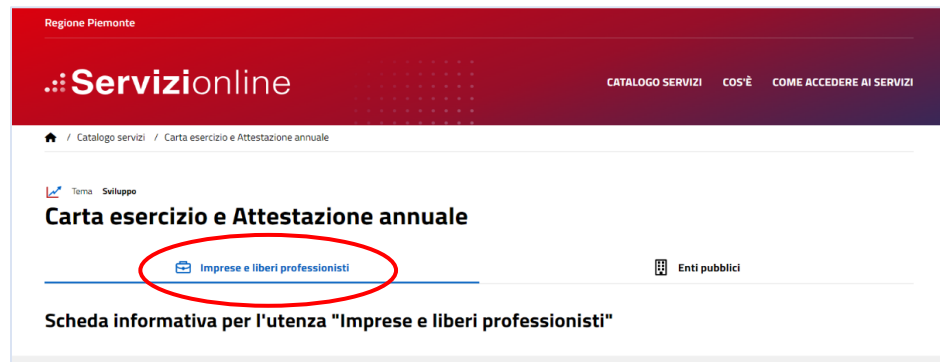 Regione Piemonte
Servizionline
CATALOGO SERVIZI COS'È COME ACCEDERE AI SERVIZI
/ Catalogo servizi / Carta esercizio e Attestazione annuale
Tema Sviluppo
Carta esercizio e Attestazione annuale
Imprese e liberi professionisti Enti pubblici
Scheda informativa per l'utenza "Imprese e liberi professionisti"